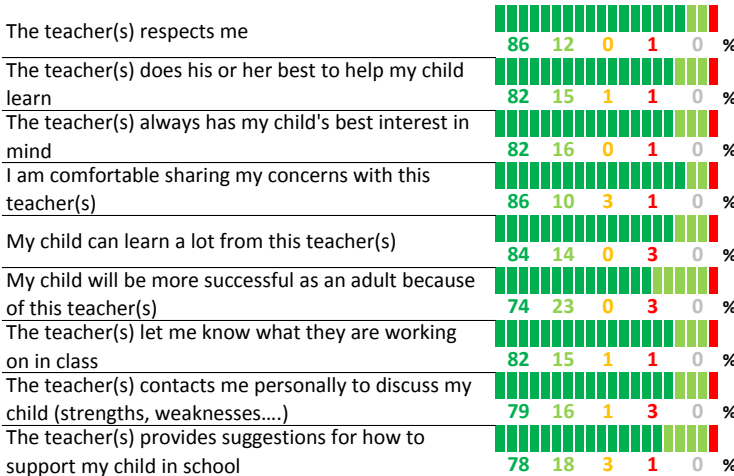 The teacher(s) respects me
86 12 0 1 0 %
The teacher(s) does his or her best to help my child
learn
82 15 1 1 0 %
The teacher(s) always has my child's best interest in
mind
82 16 0 1 0 %
I am comfortable sharing my concerns with this
teacher(s)
86 10 3 1 0 %
My child can learn a lot from this teacher(s)
84 14 0 3 0 %
My child will be more successful as an adult because
of this teacher(s)
74 23 0 3 0 %
The teacher(s) let me know what they are working
on in class
82 15 1 1 0 %
The teacher(s) contacts me personally to discuss my
child (strengths, weaknesses....)
79 16 1 3 0 %
The teacher(s) provides suggestions for how to
support my child in school
78 18 3 1 0 %